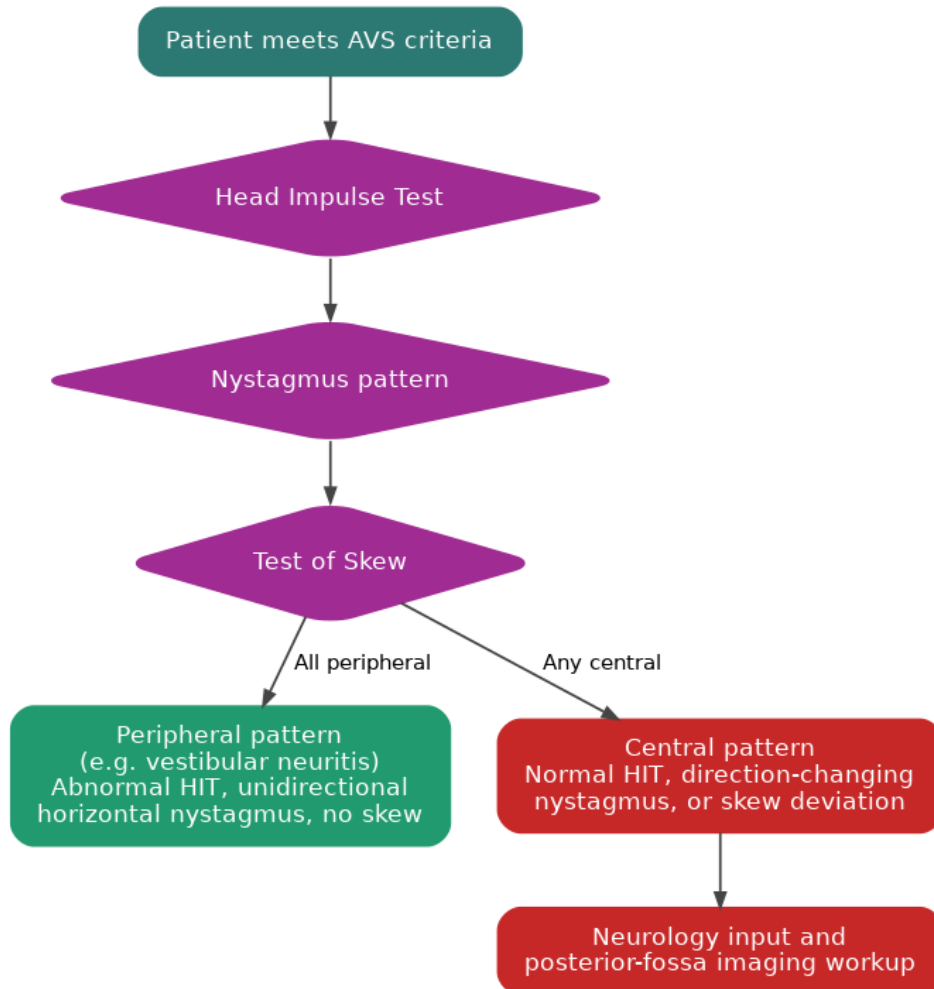 Patient meets AVS criteria
Head Impulse Test
Nystagmus pattern
Test of Skew
All peripheral
Any central
Peripheral pattern
(e.g. vestibular neuritis)
Abnormal HIT, unidirectional
horizontal nystagmus, no skew
Central pattern
Normal HIT, direction-changing
nystagmus, or skew deviation
Neurology input and
posterior-fossa imaging workup